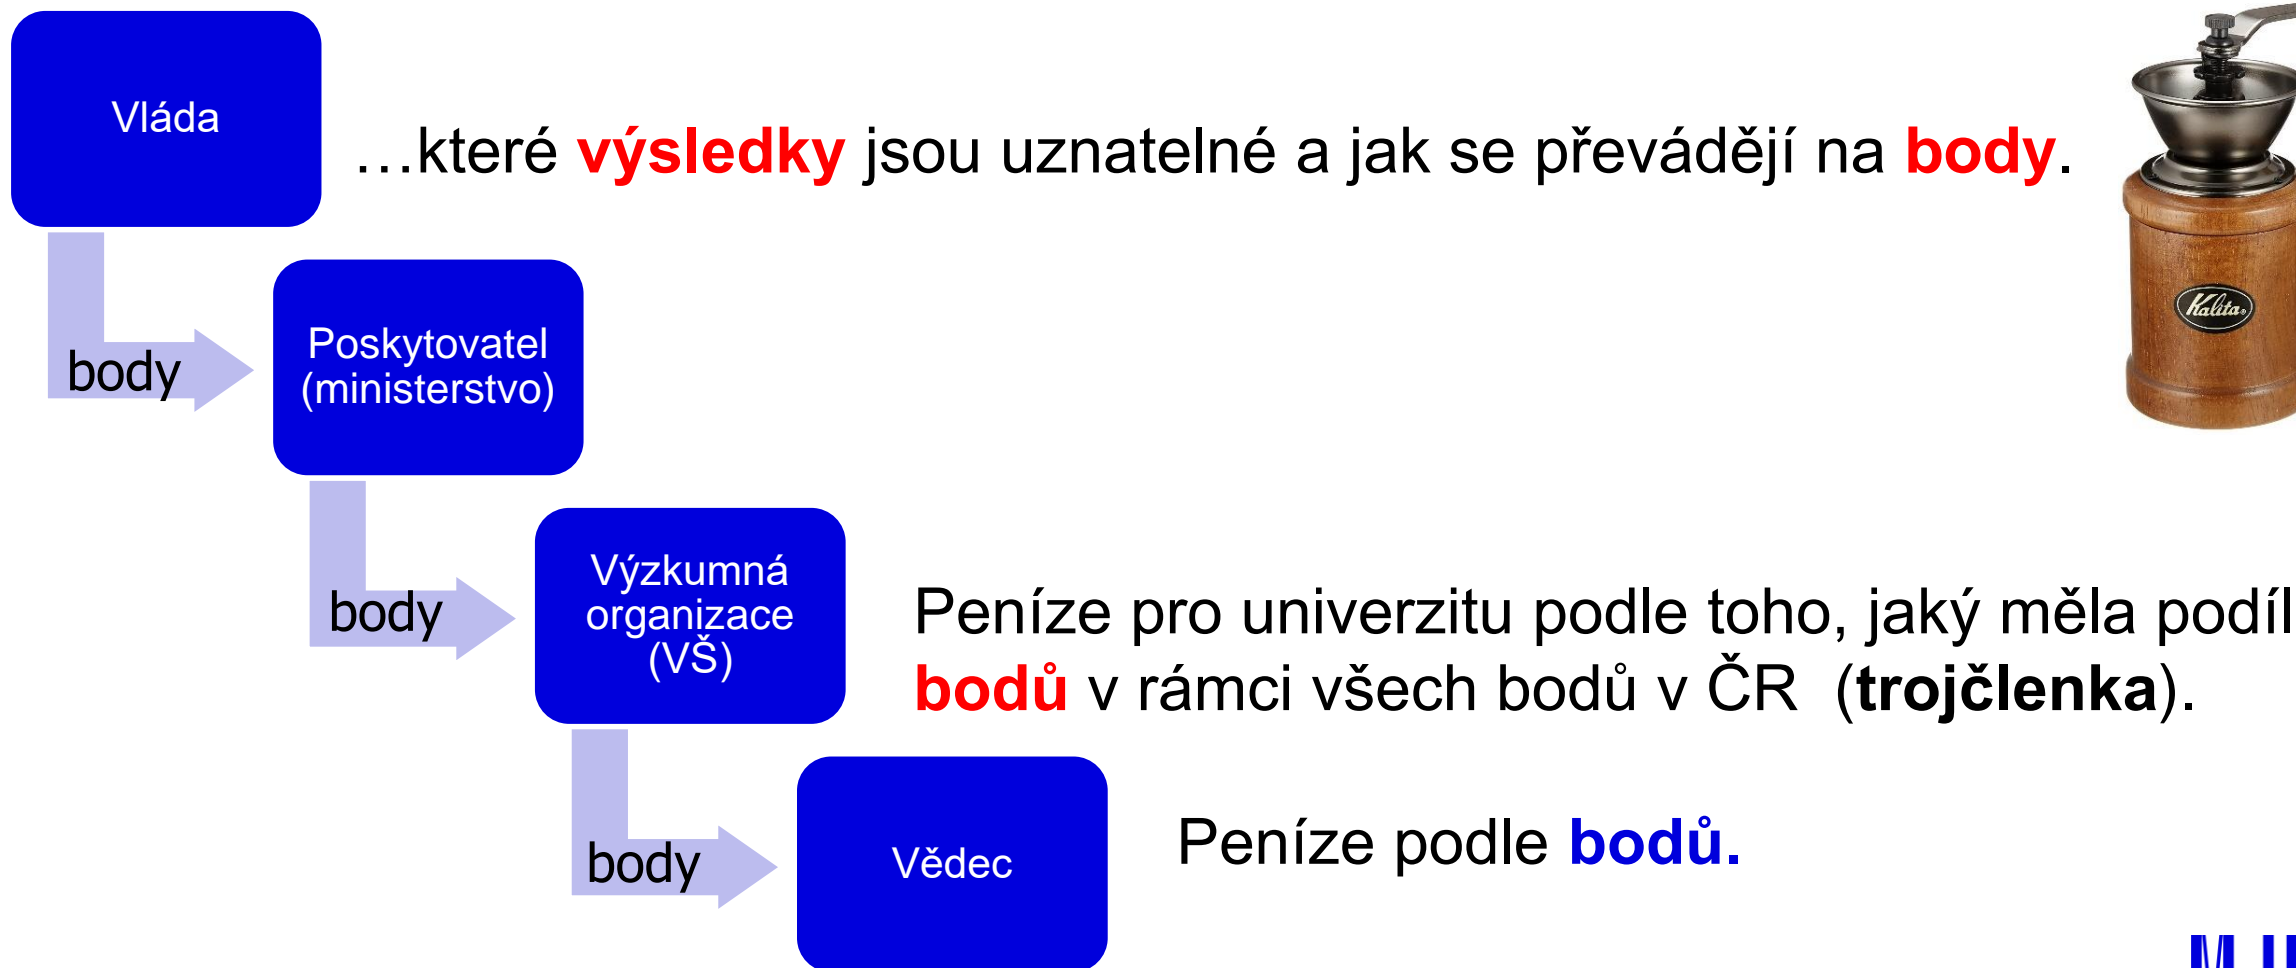 Vláda
…které výsledky jsou uznatelné a jak se převádějí na body.
Kalita
body
Poskytovatel
(ministerstvo)
body
Výzkumná
organizace
(VŠ)
Peníze pro univerzitu podle toho, jaký měla podíl
bodů v rámci všech bodů v ČR (trojčlenka).
body
Vědec
Peníze podle bodů.